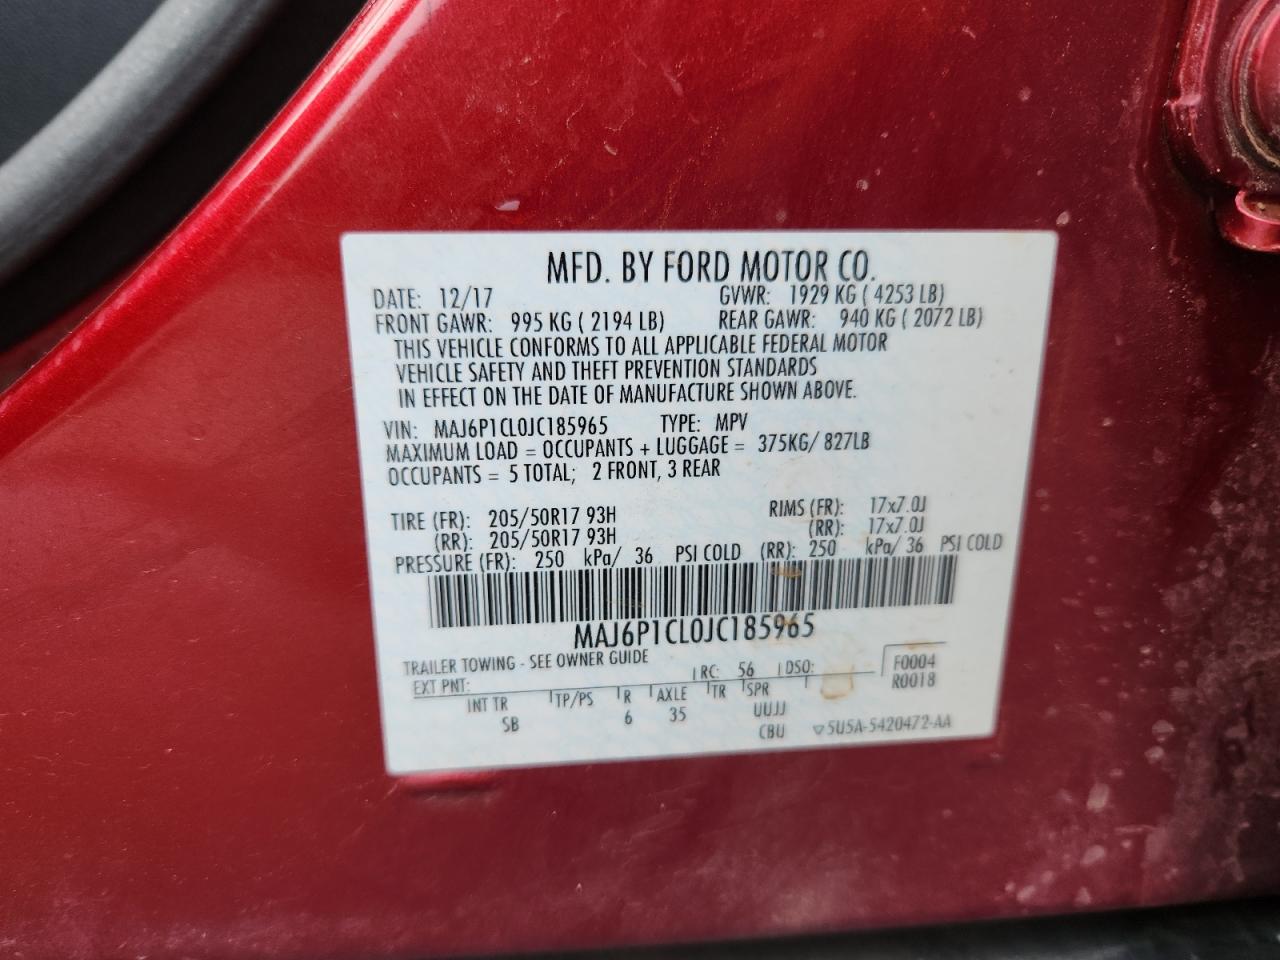 MFD. BY FORD MOTOR CO.
DATE: 12/17 GVWR: 1929 KG ( 4253 LB)
FRONT GAWR: 995 KG ( 2194 LB) REAR GAWR: 940 KG ( 2072 LB)
THIS VEHICLE CONFORMS TO ALL APPLICABLE FEDERAL MOTOR
VEHICLE SAFETY AND THEFT PREVENTION STANDARDS
IN EFFECT ON THE DATE OF MANUFACTURE SHOWN ABOVE.
VIN: MAJ6P1CL0JC185965 TYPE: MPV
MAXIMUM LOAD = OCCUPANTS + LUGGAGE = 375KG/ 827LB
OCCUPANTS = 5 TOTAL; 2 FRONT, 3 REAR
TIRE (FR): 205/50R17 93H RIMS (FR): 17x7.0J
(RR): 205/50R17 93H (RR): 17x7.0J
PRESSURE (FR): 250 kPa/ 36 PSI COLD (RR): 250 kPa/ 36 PSI COLD
MAJ6P1CL0JC185965
TRAILER TOWING - SEE OWNER GUIDE
EXT PNT: RC: 56 DSO: F0004
R0018
INT TR TP/PS R AXLE TR SPR
SB 6 35 UUJJ
CBU ▽5U5A-5420472-AA